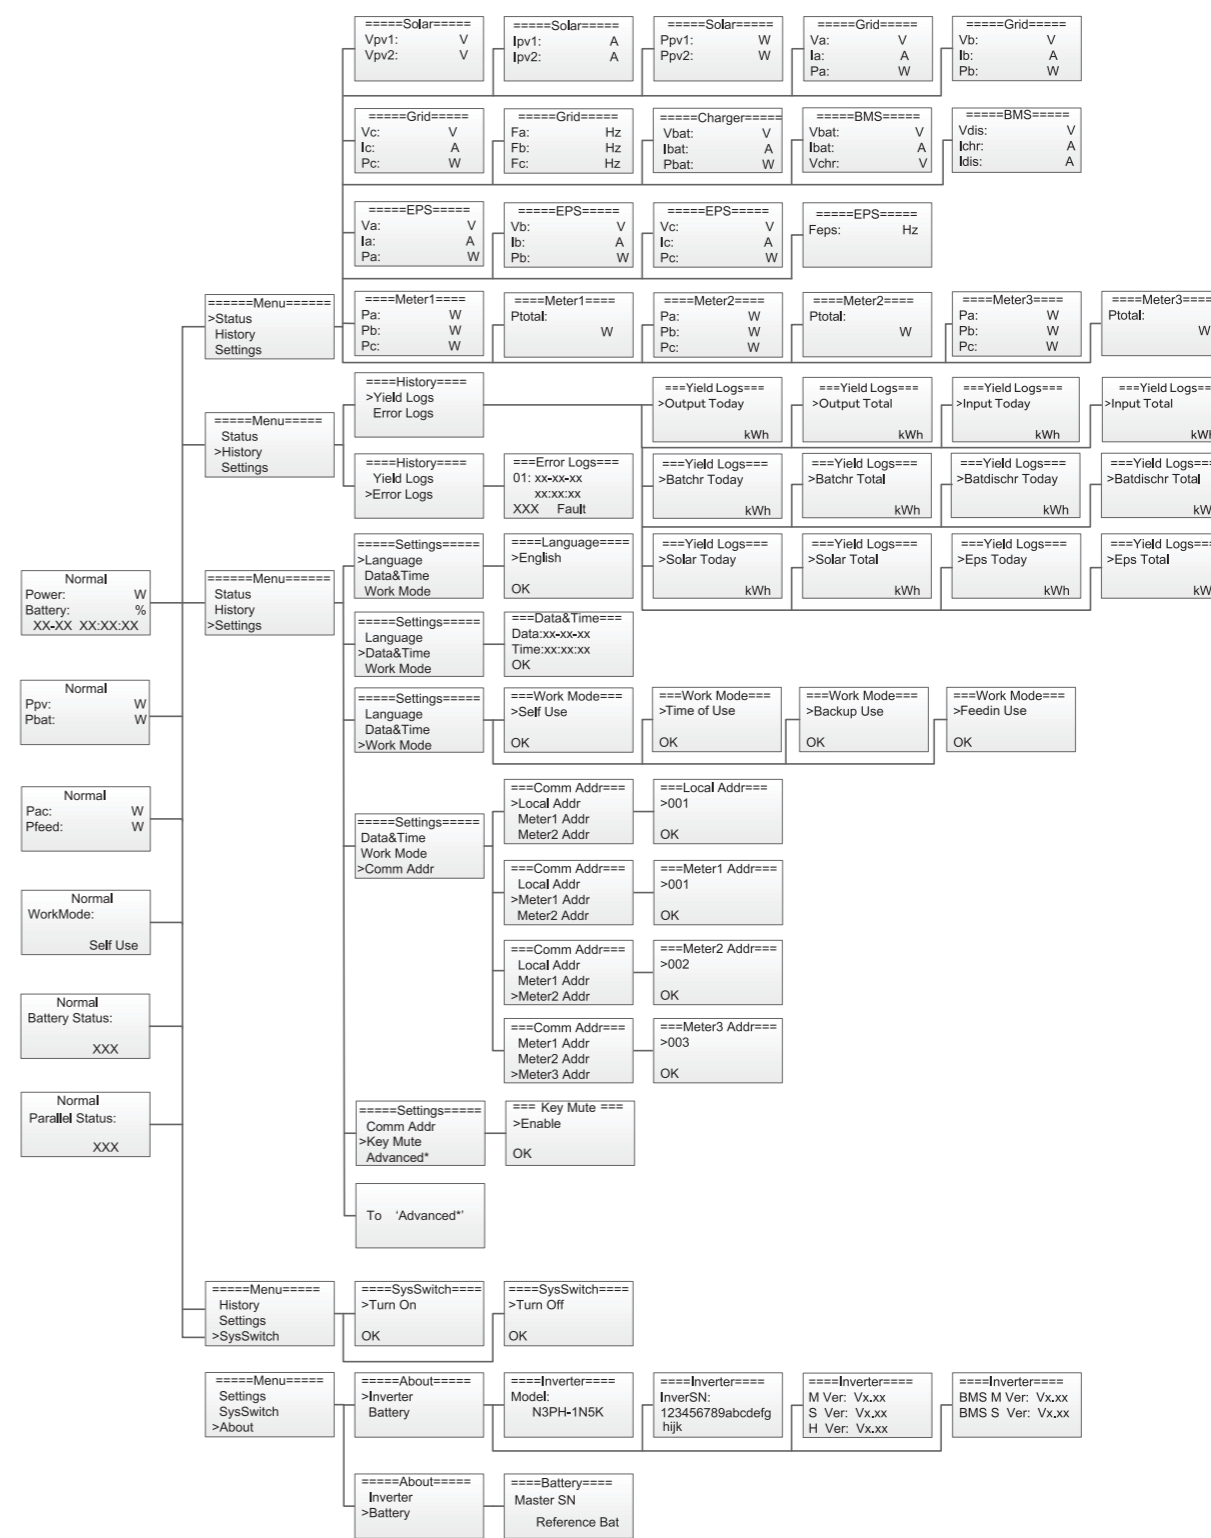 =====Solar=====
Vpv1: V
Vpv2: V
=====Solar=====
Ipv1: A
Ipv2: A
=====Solar=====
Ppv1: W
Ppv2: W
=====Grid=====
Va: V
Ia: A
Pa: W
=====Grid=====
Vb: V
Ib: A
Pb: W
=====Grid=====
Vc: V
Ic: A
Pc: W
=====Grid=====
Fa: Hz
Fb: Hz
Fc: Hz
=====Charger=====
Vbat: V
Ibat: A
Pbat: W
=====BMS=====
Vbat: V
Ibat: A
Vchr: V
=====BMS=====
Vdis: V
Ichr: A
Idis: A
=====EPS=====
Va: V
Ia: A
Pa: W
=====EPS=====
Vb: V
Ib: A
Pb: W
=====EPS=====
Vc: V
Ic: A
Pc: W
=====EPS=====
Feps: Hz
======Menu======
>Status
History
Settings
====Meter1====
Pa: W
Pb: W
Pc: W
====Meter1====
Ptotal:
W
====Meter2====
Pa: W
Pb: W
Pc: W
====Meter2====
Ptotal:
W
====Meter3====
Pa: W
Pb: W
Pc: W
====Meter3====
Ptotal:
W
=====Menu=====
Status
>History
Settings
====History====
>Yield Logs
Error Logs
===Yield Logs===
>Output Today
kWh
===Yield Logs===
>Output Total
kWh
===Yield Logs===
>Input Today
kWh
===Yield Logs===
>Input Total
kWh
====History====
Yield Logs
>Error Logs
===Error Logs===
01: xx-xx-xx
xx:xx:xx
XXX Fault
===Yield Logs===
>Batchr Today
kWh
===Yield Logs===
>Batchr Total
kWh
===Yield Logs===
>Batdischr Today
kWh
===Yield Logs===
>Batdischr Total
kWh
===Yield Logs===
>Solar Today
kWh
===Yield Logs===
>Solar Total
kWh
===Yield Logs===
>Eps Today
kWh
===Yield Logs===
>Eps Total
kWh
Normal
Power: W
Battery: %
XX-XX XX:XX:XX
======Menu======
Status
History
>Settings
=====Settings=====
>Language
Data&Time
Work Mode
====Language====
>English
OK
=====Settings=====
Language
>Data&Time
Work Mode
===Data&Time===
Data:xx-xx-xx
Time:xx:xx:xx
OK
Normal
Ppv: W
Pbat: W
=====Settings=====
Language
Data&Time
>Work Mode
===Work Mode===
>Self Use
OK
===Work Mode===
>Time of Use
OK
===Work Mode===
>Backup Use
OK
===Work Mode===
>Feedin Use
OK
Normal
Pac: W
Pfeed: W
=====Settings=====
Data&Time
Work Mode
>Comm Addr
===Comm Addr===
>Local Addr
Meter1 Addr
Meter2 Addr
===Local Addr===
>001
OK
===Comm Addr===
Local Addr
>Meter1 Addr
Meter2 Addr
===Meter1 Addr===
>001
OK
Normal
WorkMode:
Self Use
===Comm Addr===
Local Addr
Meter1 Addr
>Meter2 Addr
===Meter2 Addr===
>002
OK
Normal
Battery Status:
XXX
===Comm Addr===
Meter1 Addr
Meter2 Addr
>Meter3 Addr
===Meter3 Addr===
>003
OK
Normal
Parallel Status:
XXX
=====Settings=====
Comm Addr
>Key Mute
Advanced*
=== Key Mute ===
>Enable
OK
To ‘Advanced*’
=====Menu=====
History
Settings
>SysSwitch
====SysSwitch====
>Turn On
OK
====SysSwitch====
>Turn Off
OK
=====Menu=====
Settings
SysSwitch
>About
=====About=====
>Inverter
Battery
====Inverter====
Model:
N3PH-1N5K
====Inverter====
InverSN:
123456789abcdefg
hijk
====Inverter====
M Ver: Vx.xx
S Ver: Vx.xx
H Ver: Vx.xx
====Inverter====
BMS M Ver: Vx.xx
BMS S Ver: Vx.xx
=====About=====
Inverter
>Battery
====Battery====
Master SN
Reference Bat